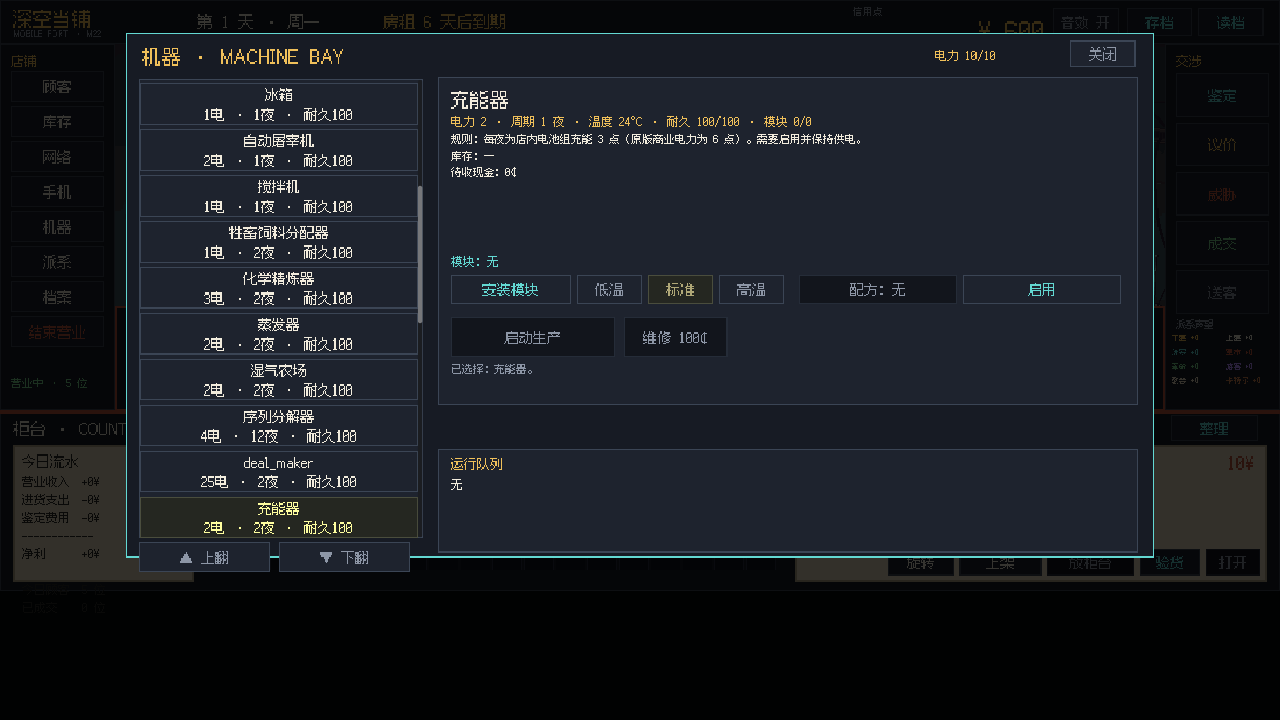 深空当铺
MOBILE FORT · M22
第 1 天 · 周一
房租 6 天后到期
信用点
¥ 600
音效 开
存档
读档
机器 · MACHINE BAY
电力 10/10
关闭
店铺
顾客
库存
网络
手机
机器
派系
档案
结束营业
营业中 · 5 位
冰箱
1电 · 1夜 · 耐久100
自动屠宰机
2电 · 1夜 · 耐久100
搅拌机
1电 · 1夜 · 耐久100
牲畜饲料分配器
1电 · 2夜 · 耐久100
化学精炼器
3电 · 2夜 · 耐久100
蒸发器
2电 · 2夜 · 耐久100
湿气农场
2电 · 2夜 · 耐久100
序列分解器
4电 · 12夜 · 耐久100
deal_maker
25电 · 2夜 · 耐久100
充能器
2电 · 2夜 · 耐久100
▲ 上翻
▼ 下翻
充能器
电力 2 · 周期 1 夜 · 温度 24°C · 耐久 100/100 · 模块 0/0
规则: 每夜为店内电池组充能 3 点（原版商业电力为 6 点）。需要启用并保持供电。
库存: —
待收现金: 0₵
模块: 无
安装模块
低温
标准
高温
配方: 无
启用
启动生产
维修 100₵
已选择: 充能器。
运行队列
无
交涉
鉴定
议价
威胁
成交
送客
派系声望
柜台 · COUNT
整理
今日流水
营业收入 +0¥
进货支出 -0¥
鉴定费用 -0¥
------------
净利 +0¥
10¥
旋转
上架
放柜台
验货
打开